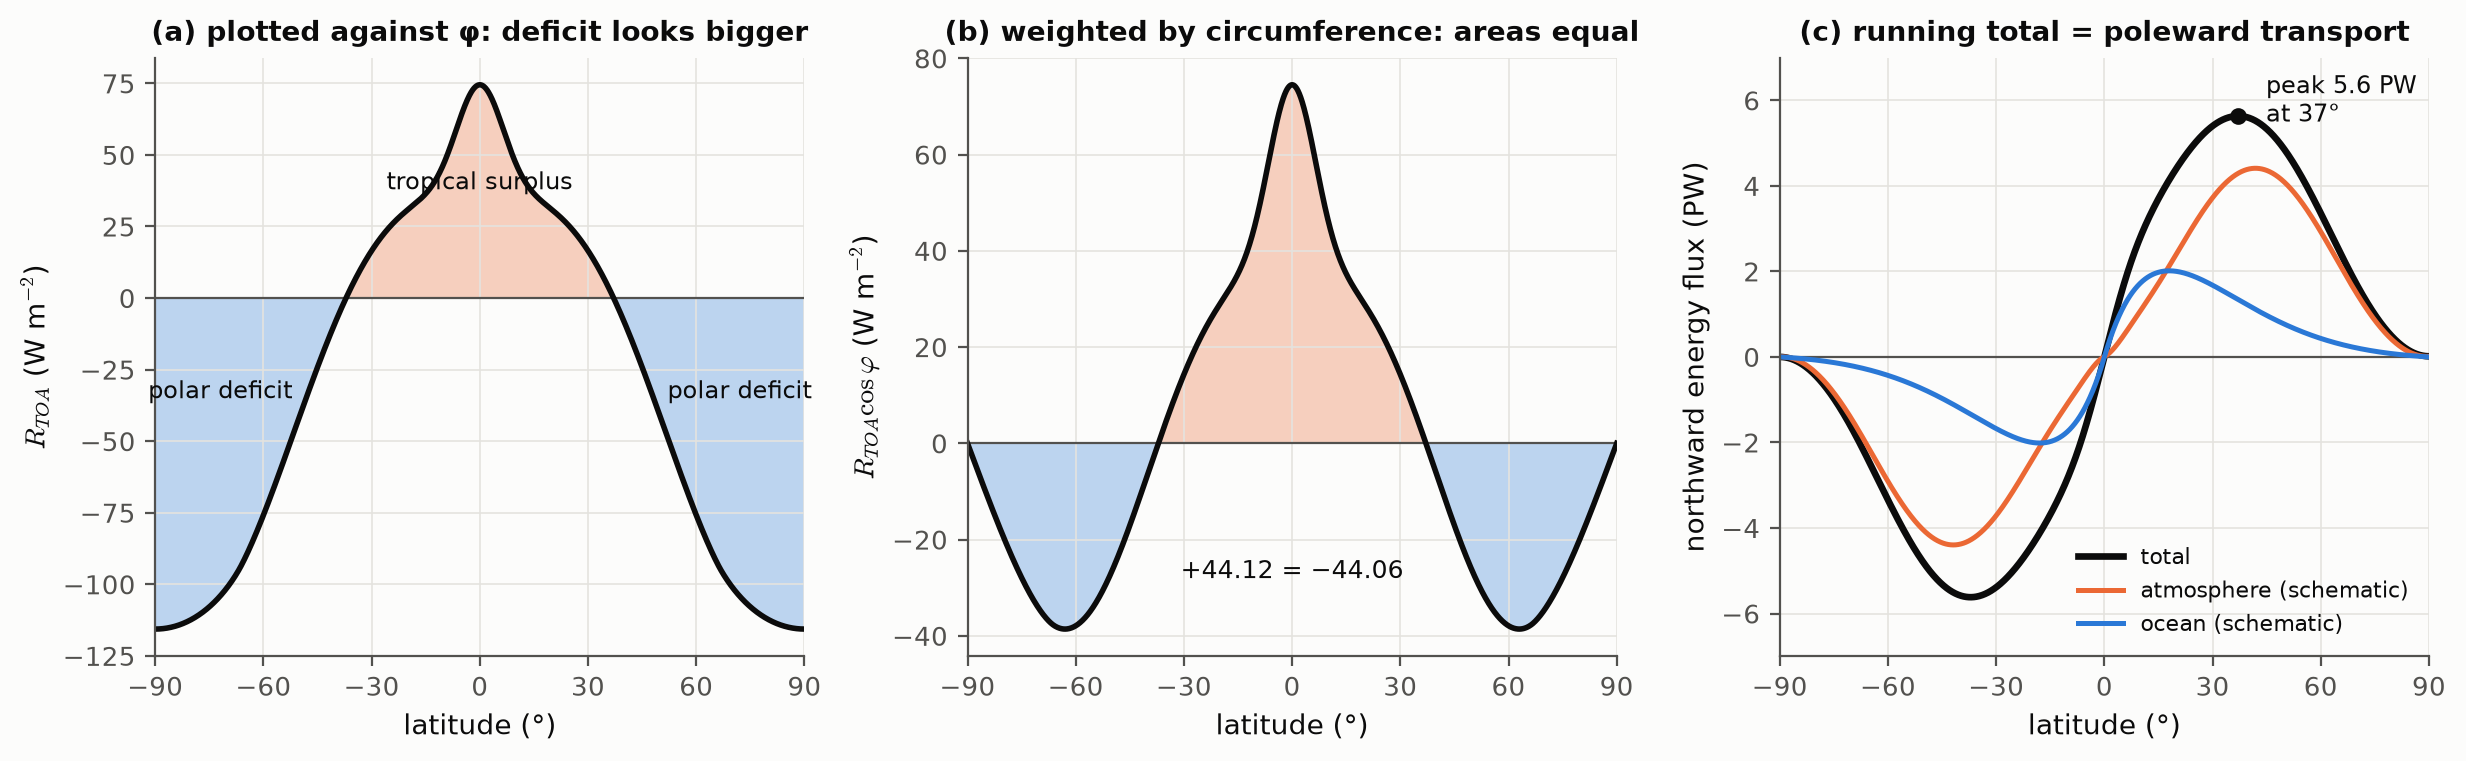 (a) plotted against φ: deficit looks bigger
75
50
25
0
−25
−50
−75
−100
−125
R_TOA (W m⁻²)
tropical surplus
polar deficit
polar deficit
−90
−60
−30
0
30
60
90
latitude (°)
(b) weighted by circumference: areas equal
80
60
40
20
0
−20
−40
R_TOA cos φ (W m⁻²)
+44.12 = −44.06
−90
−60
−30
0
30
60
90
latitude (°)
(c) running total = poleward transport
6
4
2
0
−2
−4
−6
northward energy flux (PW)
peak 5.6 PW
at 37°
total
atmosphere (schematic)
ocean (schematic)
−90
−60
−30
0
30
60
90
latitude (°)